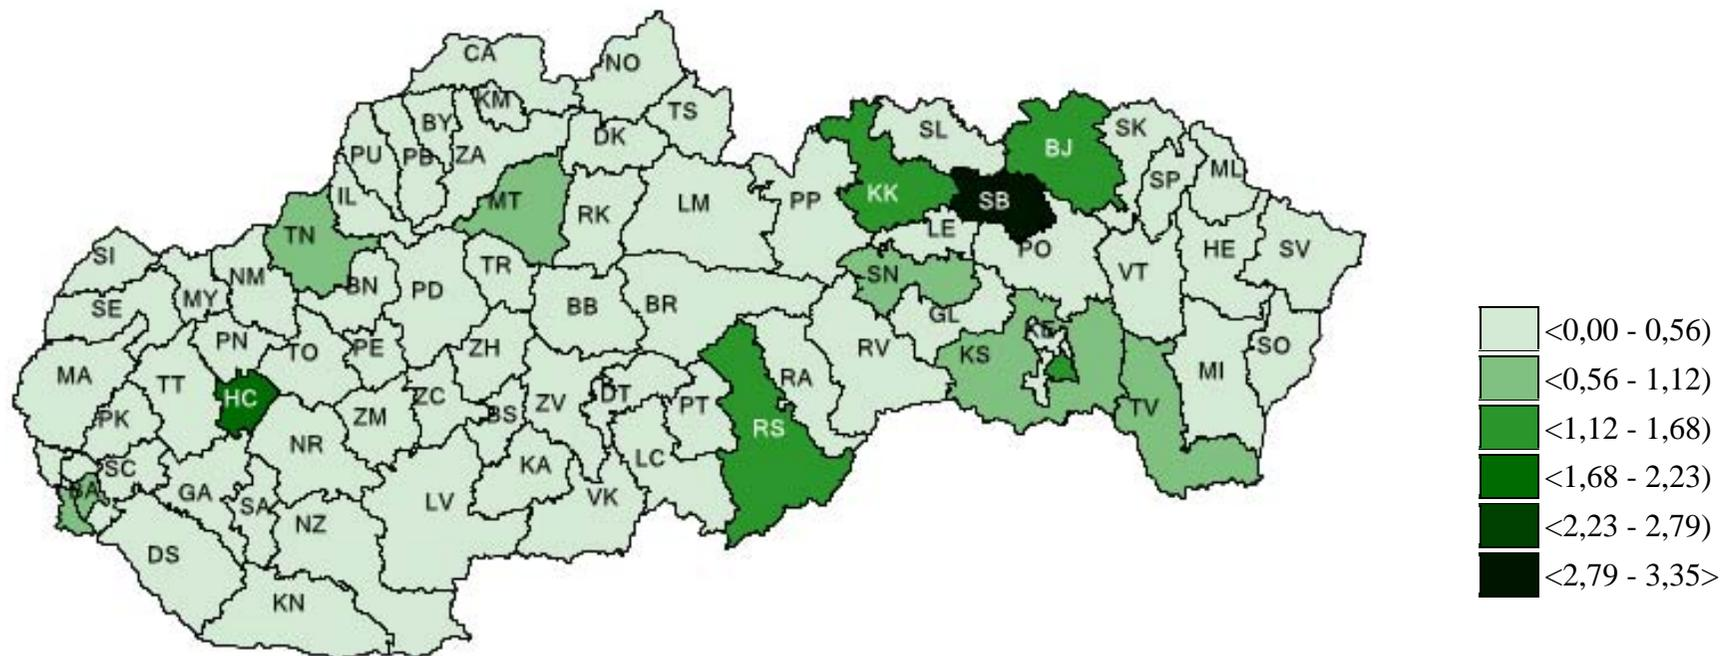 CA
NO
KM
TS
BY
DK
PU
PB
ZA
SL
BJ
SK
ML
SP
IL
MT
RK
LM
PP
KK
SB
LE
TN
PO
HE
SV
SI
TR
VT
NM
BN
PD
SN
MY
SE
BB
BR
GL
KE
PN
TO
PE
ZH
RV
KS
SO
MA
TT
RA
MI
HC
ZC
DT
PT
TV
PK
ZM
BS
ZV
RS
NR
SC
KA
LC
BA
GA
SA
LV
VK
NZ
DS
KN
<0,00 - 0,56)
<0,56 - 1,12)
<1,12 - 1,68)
<1,68 - 2,23)
<2,23 - 2,79)
<2,79 - 3,35>